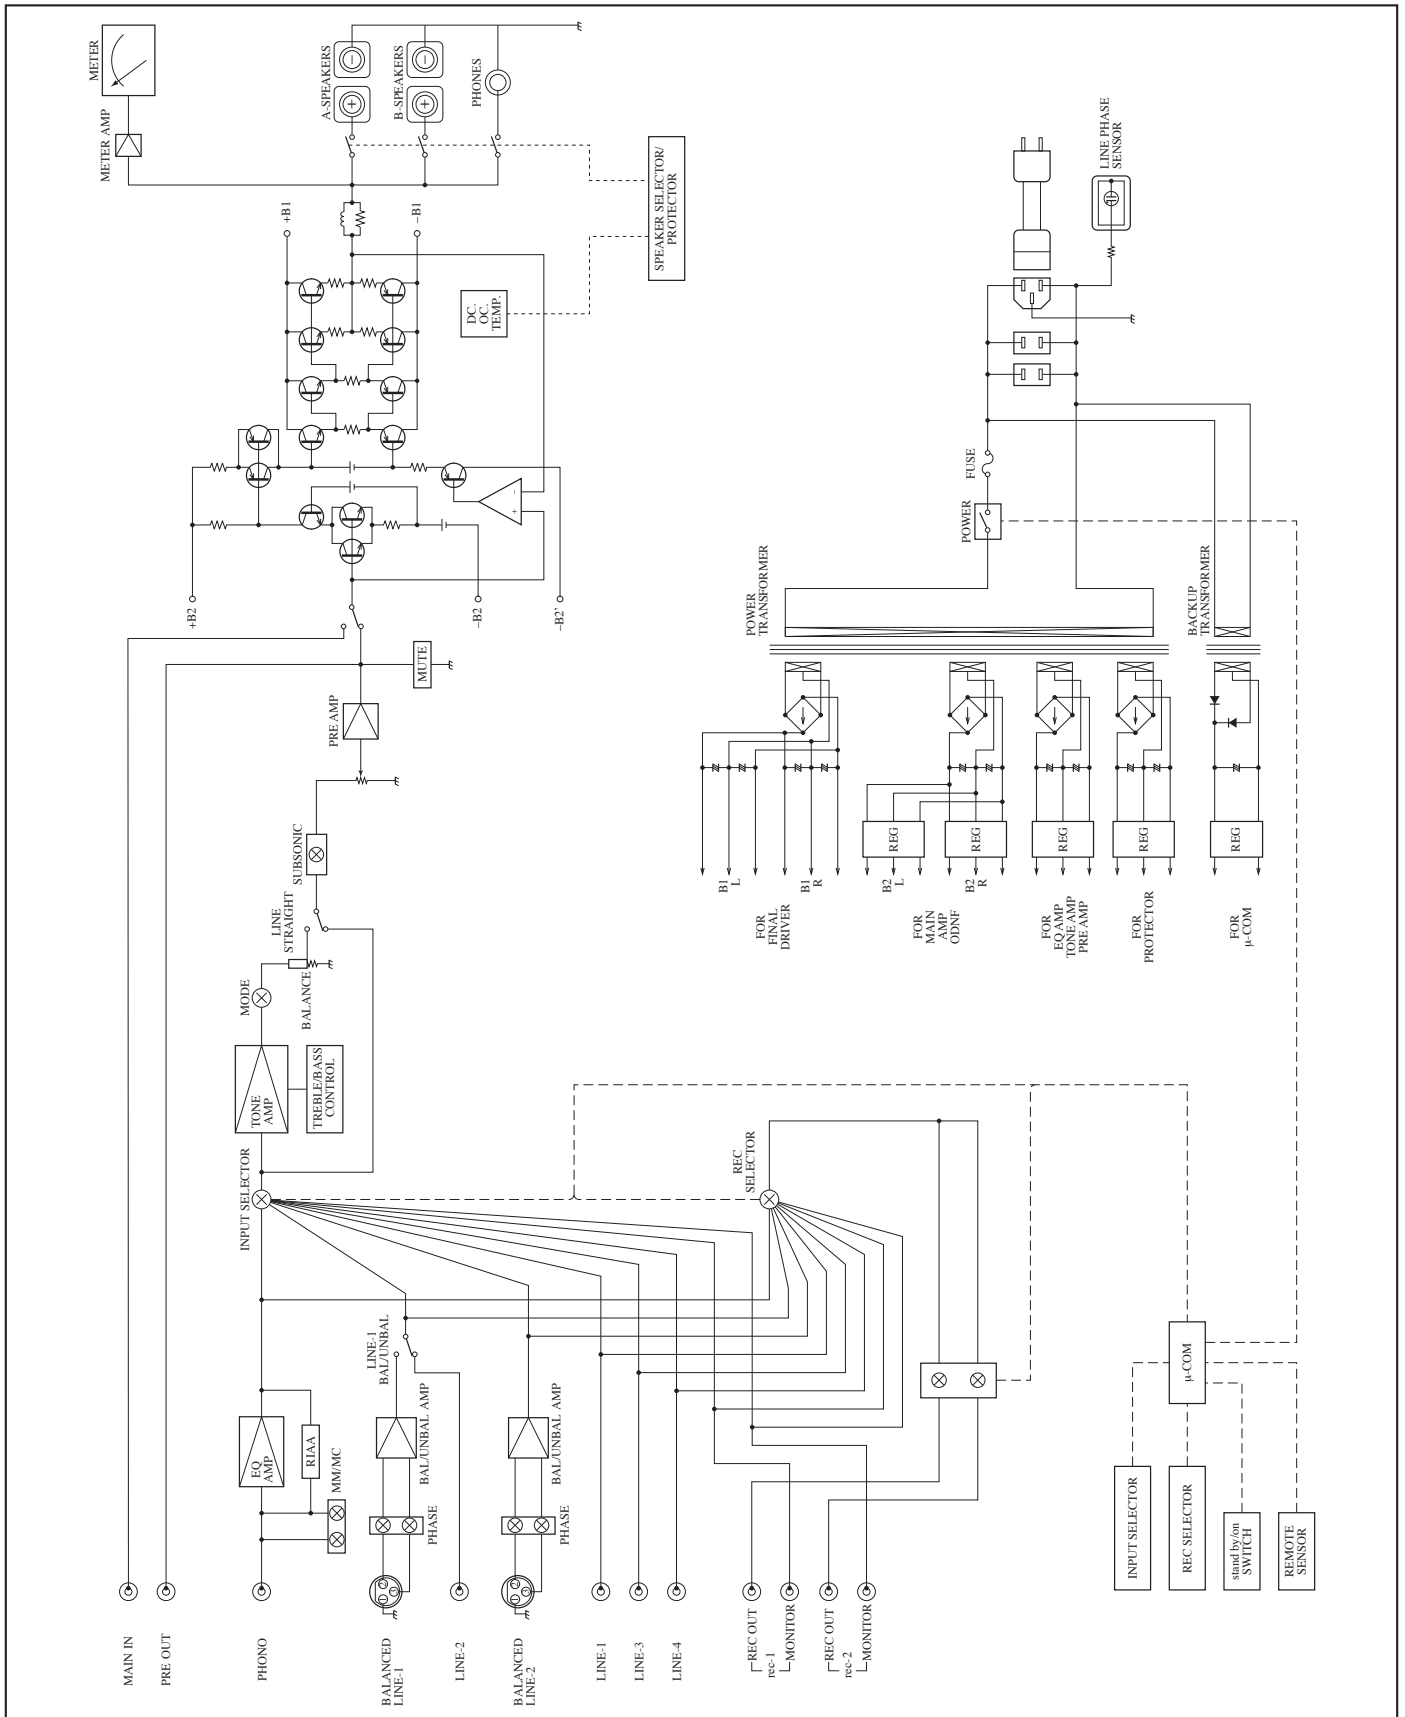 METER
METER AMP
A-SPEAKERS
B-SPEAKERS
PHONES
+B1
−B1
SPEAKER SELECTOR/
PROTECTOR
DC.
OC.
TEMP.
LINE PHASE
SENSOR
FUSE
POWER
+
−
+B2
−B2
−B2'
POWER
TRANSFORMER
BACKUP
TRANSFORMER
MUTE
PRE AMP
SUBSONIC
LINE
STRAIGHT
BALANCE
MODE
TONE
AMP
TREBLE/BASS
CONTROL
REG
REG
REG
REG
REG
B1
L
B1
R
B2
L
B2
R
FOR
FINAL
DRIVER
FOR
MAIN
AMP
ODNF
FOR
EQ AMP
TONE AMP
PRE AMP
FOR
PROTECTOR
FOR
μ-COM
INPUT SELECTOR
REC
SELECTOR
LINE-1
BAL/UNBAL
EQ
AMP
RIAA
MM/MC
BAL/UNBAL AMP
BAL/UNBAL AMP
PHASE
PHASE
μ-COM
INPUT SELECTOR
REC SELECTOR
stand by/on
SWITCH
REMOTE
SENSOR
1
2
3
1
2
3
MAIN IN
PRE OUT
PHONO
BALANCED
LINE-1
LINE-2
BALANCED
LINE-2
LINE-1
LINE-3
LINE-4
REC OUT
rec-1
MONITOR
REC OUT
rec-2
MONITOR